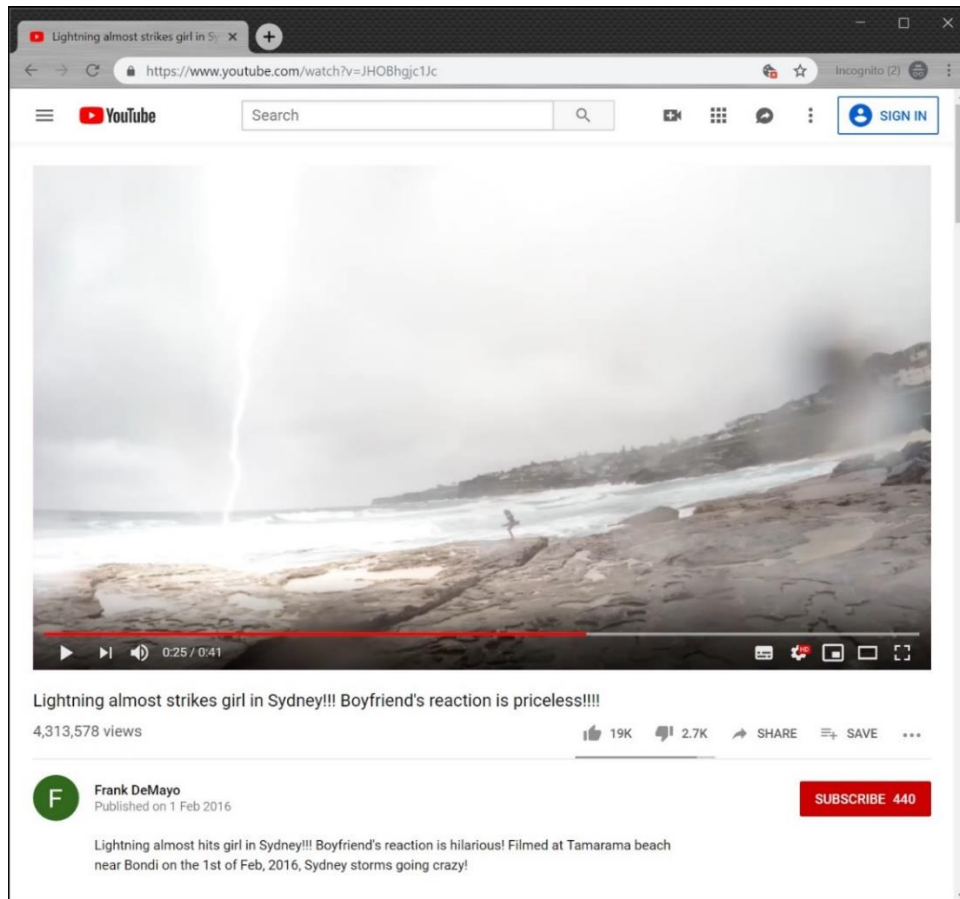 Lightning almost strikes girl in Sy
https://www.youtube.com/watch?v=JHOBhgjc1Jc
Incognito (2)
YouTube
Search
SIGN IN
0:25 / 0:41
HD
Lightning almost strikes girl in Sydney!!! Boyfriend's reaction is priceless!!!!
4,313,578 views
19K
2.7K
SHARE
SAVE
F
Frank DeMayo
Published on 1 Feb 2016
SUBSCRIBE 440
Lightning almost hits girl in Sydney!!! Boyfriend's reaction is hilarious! Filmed at Tamarama beach
near Bondi on the 1st of Feb, 2016, Sydney storms going crazy!